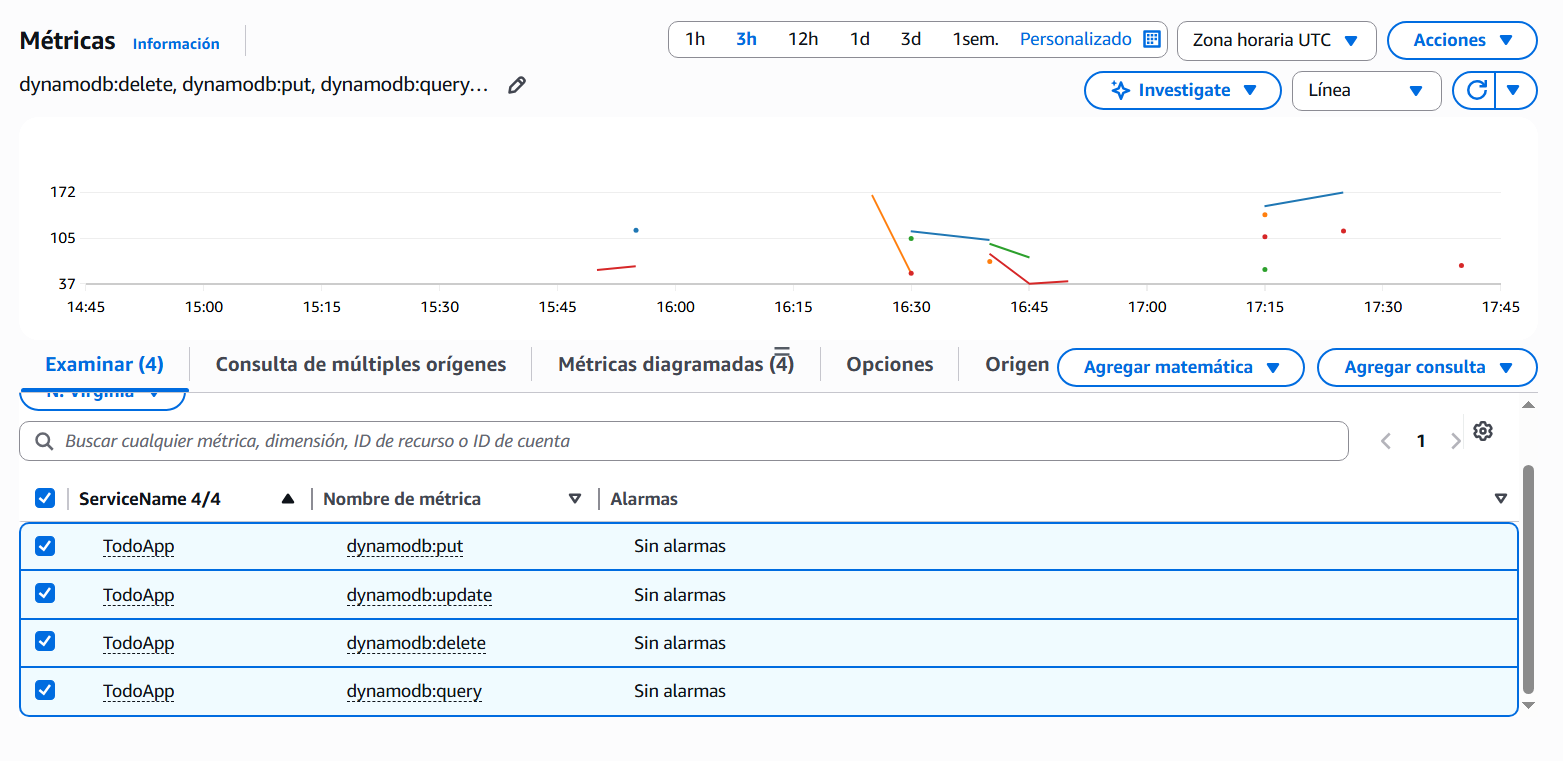 Métricas Información
1h 3h 12h 1d 3d 1sem. Personalizado Zona horaria UTC Acciones
dynamodb:delete, dynamodb:put, dynamodb:query…
Investigate Línea
172
105
37
14:45 15:00 15:15 15:30 15:45 16:00 16:15 16:30 16:45 17:00 17:15 17:30 17:45
Examinar (4) Consulta de múltiples orígenes Métricas diagramadas (4) Opciones Origen Agregar matemática Agregar consulta
N. Virginia
Buscar cualquier métrica, dimensión, ID de recurso o ID de cuenta 1
ServiceName 4/4 Nombre de métrica Alarmas
TodoApp dynamodb:put Sin alarmas
TodoApp dynamodb:update Sin alarmas
TodoApp dynamodb:delete Sin alarmas
TodoApp dynamodb:query Sin alarmas